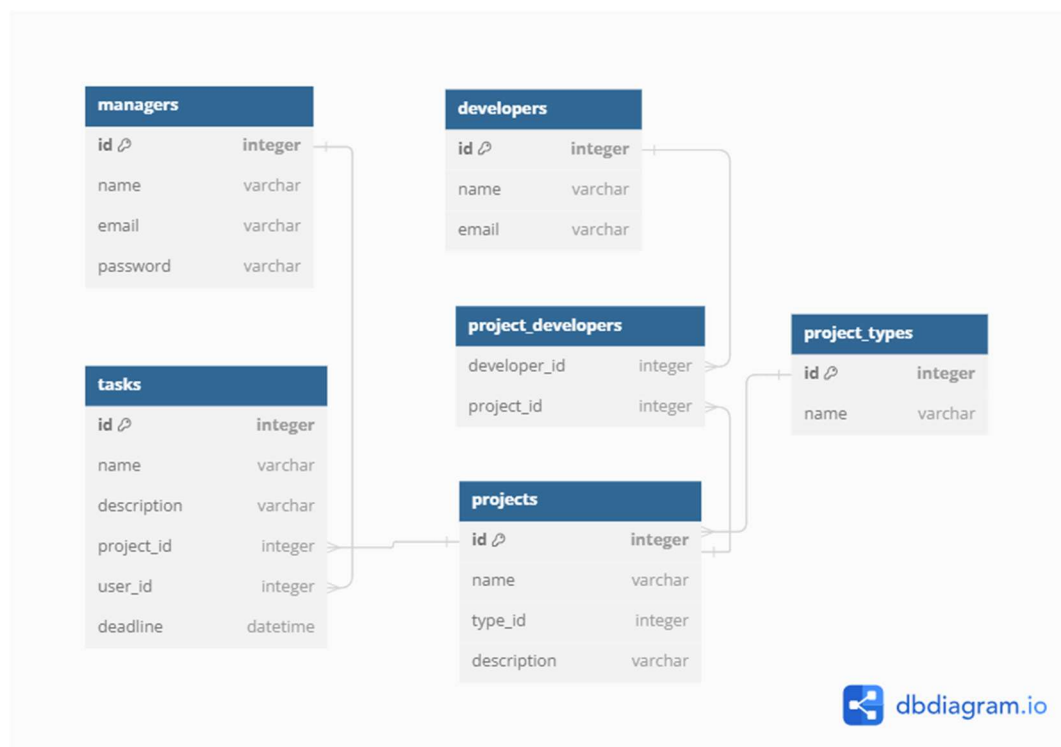 managers
id integer
name varchar
email varchar
password varchar
developers
id integer
name varchar
email varchar
project_developers
developer_id integer
project_id integer
project_types
id integer
name varchar
tasks
id integer
name varchar
description varchar
project_id integer
user_id integer
deadline datetime
projects
id integer
name varchar
type_id integer
description varchar
dbdiagram.io